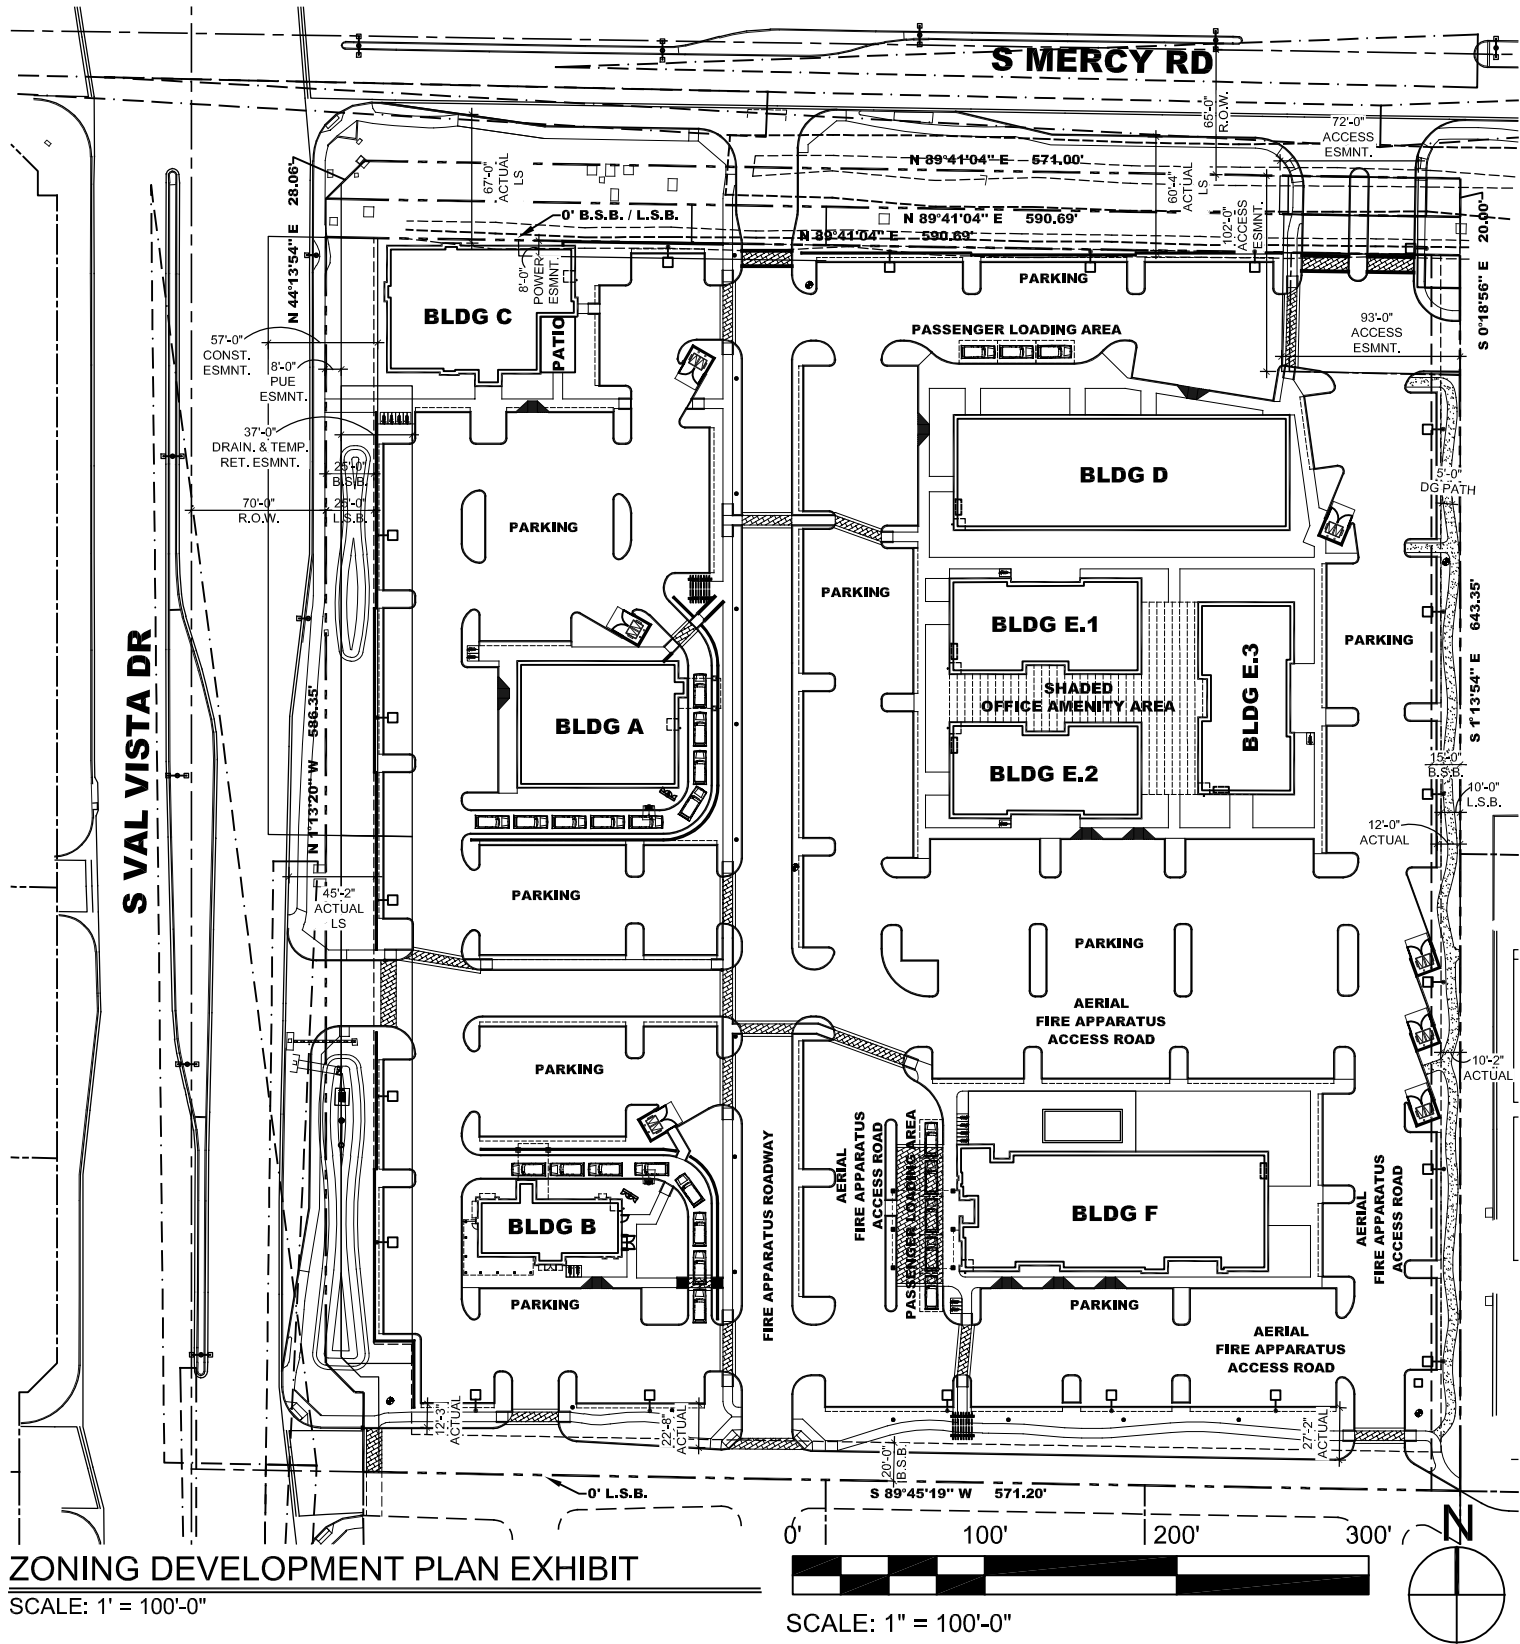 S MERCY RD
65'-0"
R.O.W.
72'-0"
ACCESS
ESMNT.
N 89°41'04" E 571.00'
67'-0"
ACTUAL
LS
60'-4"
ACTUAL
LS
102'-0"
ACCESS
ESMNT.
N 44°13'54" E 28.06'
0' B.S.B. / L.S.B.
N 89°41'04" E 590.69'
N 89°41'04" E 590.69'
S 0°18'56" E 20.00'
8'-0"
POWER
ESMNT.
PARKING
BLDG C
PATIO
PASSENGER LOADING AREA
93'-0"
ACCESS
ESMNT.
57'-0"
CONST.
ESMNT.
8'-0"
PUE
ESMNT.
37'-0"
DRAIN. & TEMP.
RET. ESMNT.
25'-0"
B.S.B.
70'-0"
R.O.W.
25'-0"
L.S.B.
PARKING
BLDG D
5'-0"
DG PATH
PARKING
BLDG E.1
PARKING
S 1°13'54" E 643.35'
S VAL VISTA DR
N 1°13'20" W 586.35'
BLDG A
SHADED
OFFICE AMENITY AREA
BLDG E.3
BLDG E.2
15'-0"
B.S.B.
10'-0"
L.S.B.
12'-0"
ACTUAL
45'-2"
ACTUAL
LS
PARKING
PARKING
AERIAL
FIRE APPARATUS
ACCESS ROAD
10'-2"
ACTUAL
PARKING
FIRE APPARATUS ROADWAY
AERIAL
FIRE APPARATUS
ACCESS ROAD
PASSENGER LOADING AREA
AERIAL
FIRE APPARATUS
ACCESS ROAD
BLDG B
BLDG F
PARKING
PARKING
AERIAL
FIRE APPARATUS
ACCESS ROAD
12'-3"
ACTUAL
22'-8"
ACTUAL
20'-0"
B.S.B.
27'-2"
ACTUAL
0' L.S.B.
S 89°45'19" W 571.20'
0' 100' 200' 300'
N
ZONING DEVELOPMENT PLAN EXHIBIT
SCALE: 1' = 100'-0"
SCALE: 1" = 100'-0"